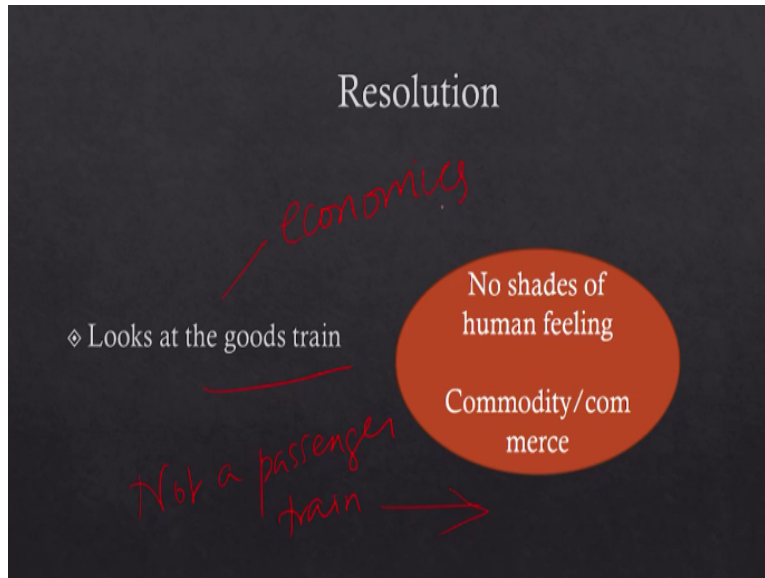 Resolution
economics
Looks at the goods train
No shades of
human feeling
Commodity/com
merce
Not a passenger
train